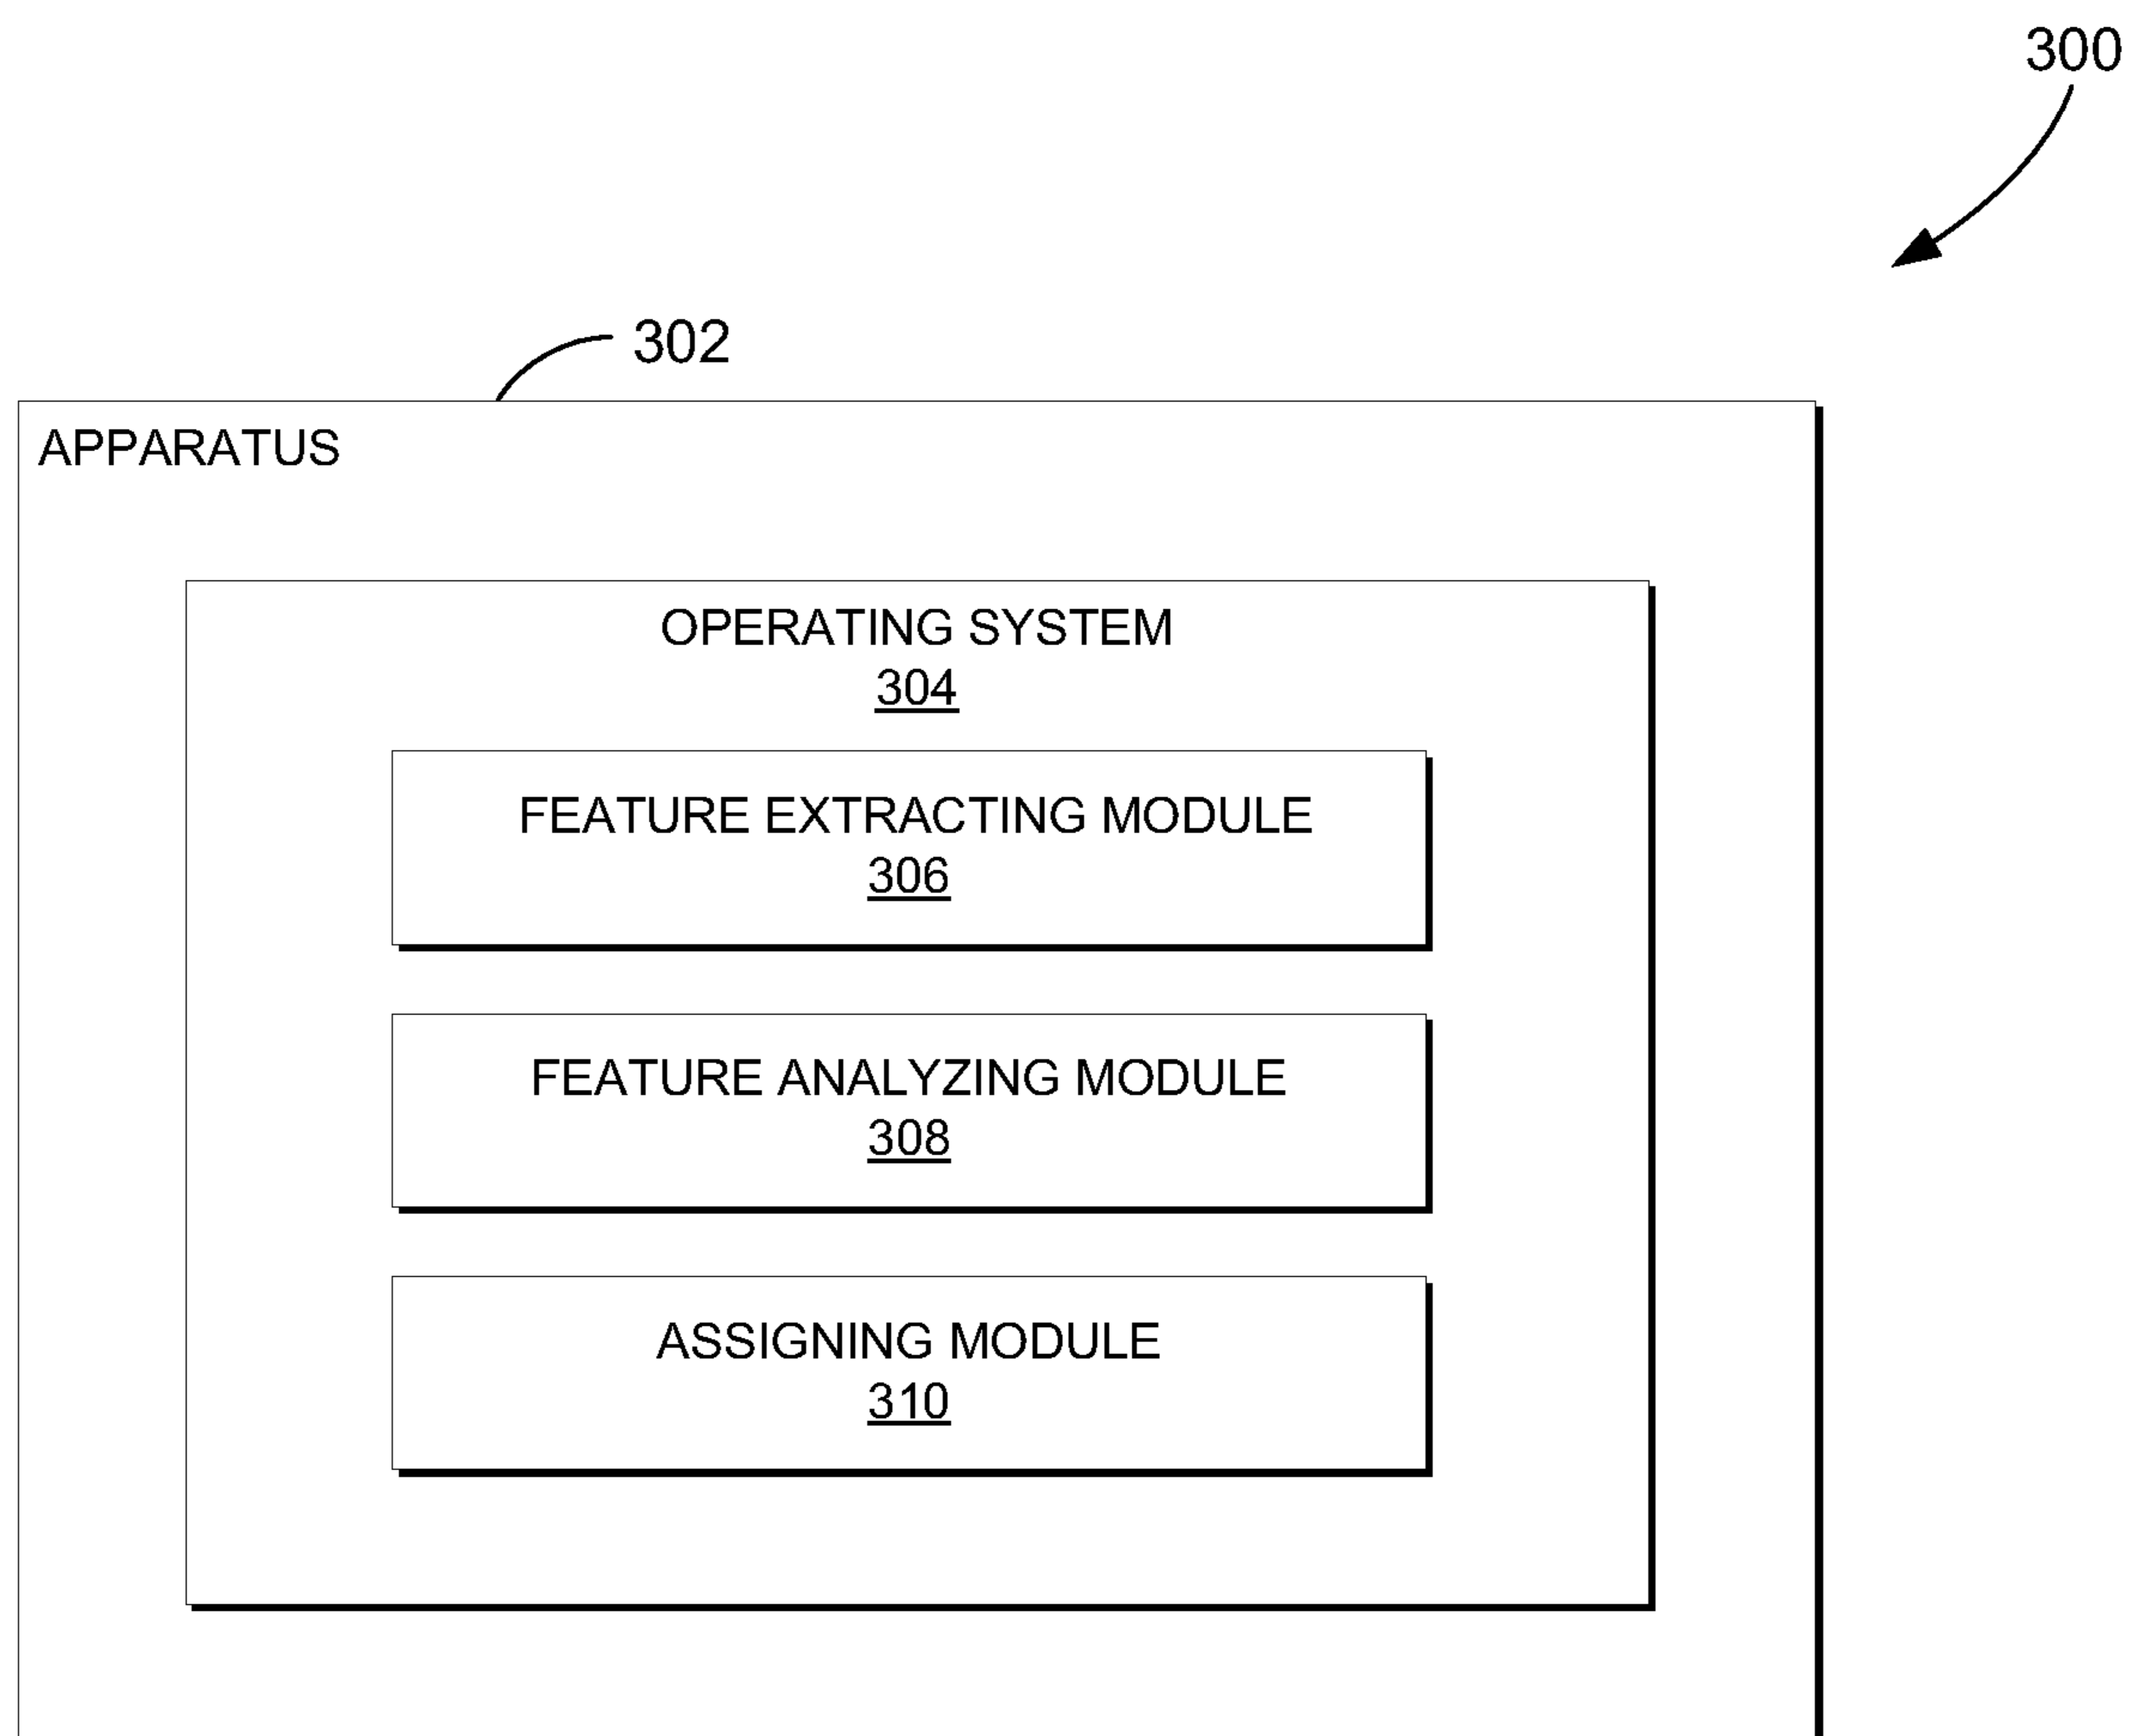 300
302
APPARATUS
OPERATING SYSTEM
304
FEATURE EXTRACTING MODULE
306
FEATURE ANALYZING MODULE
308
ASSIGNING MODULE
310